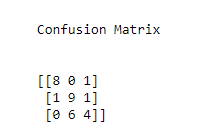 Confusion Matrix
[[8 0 1]
 [1 9 1]
 [0 6 4]]